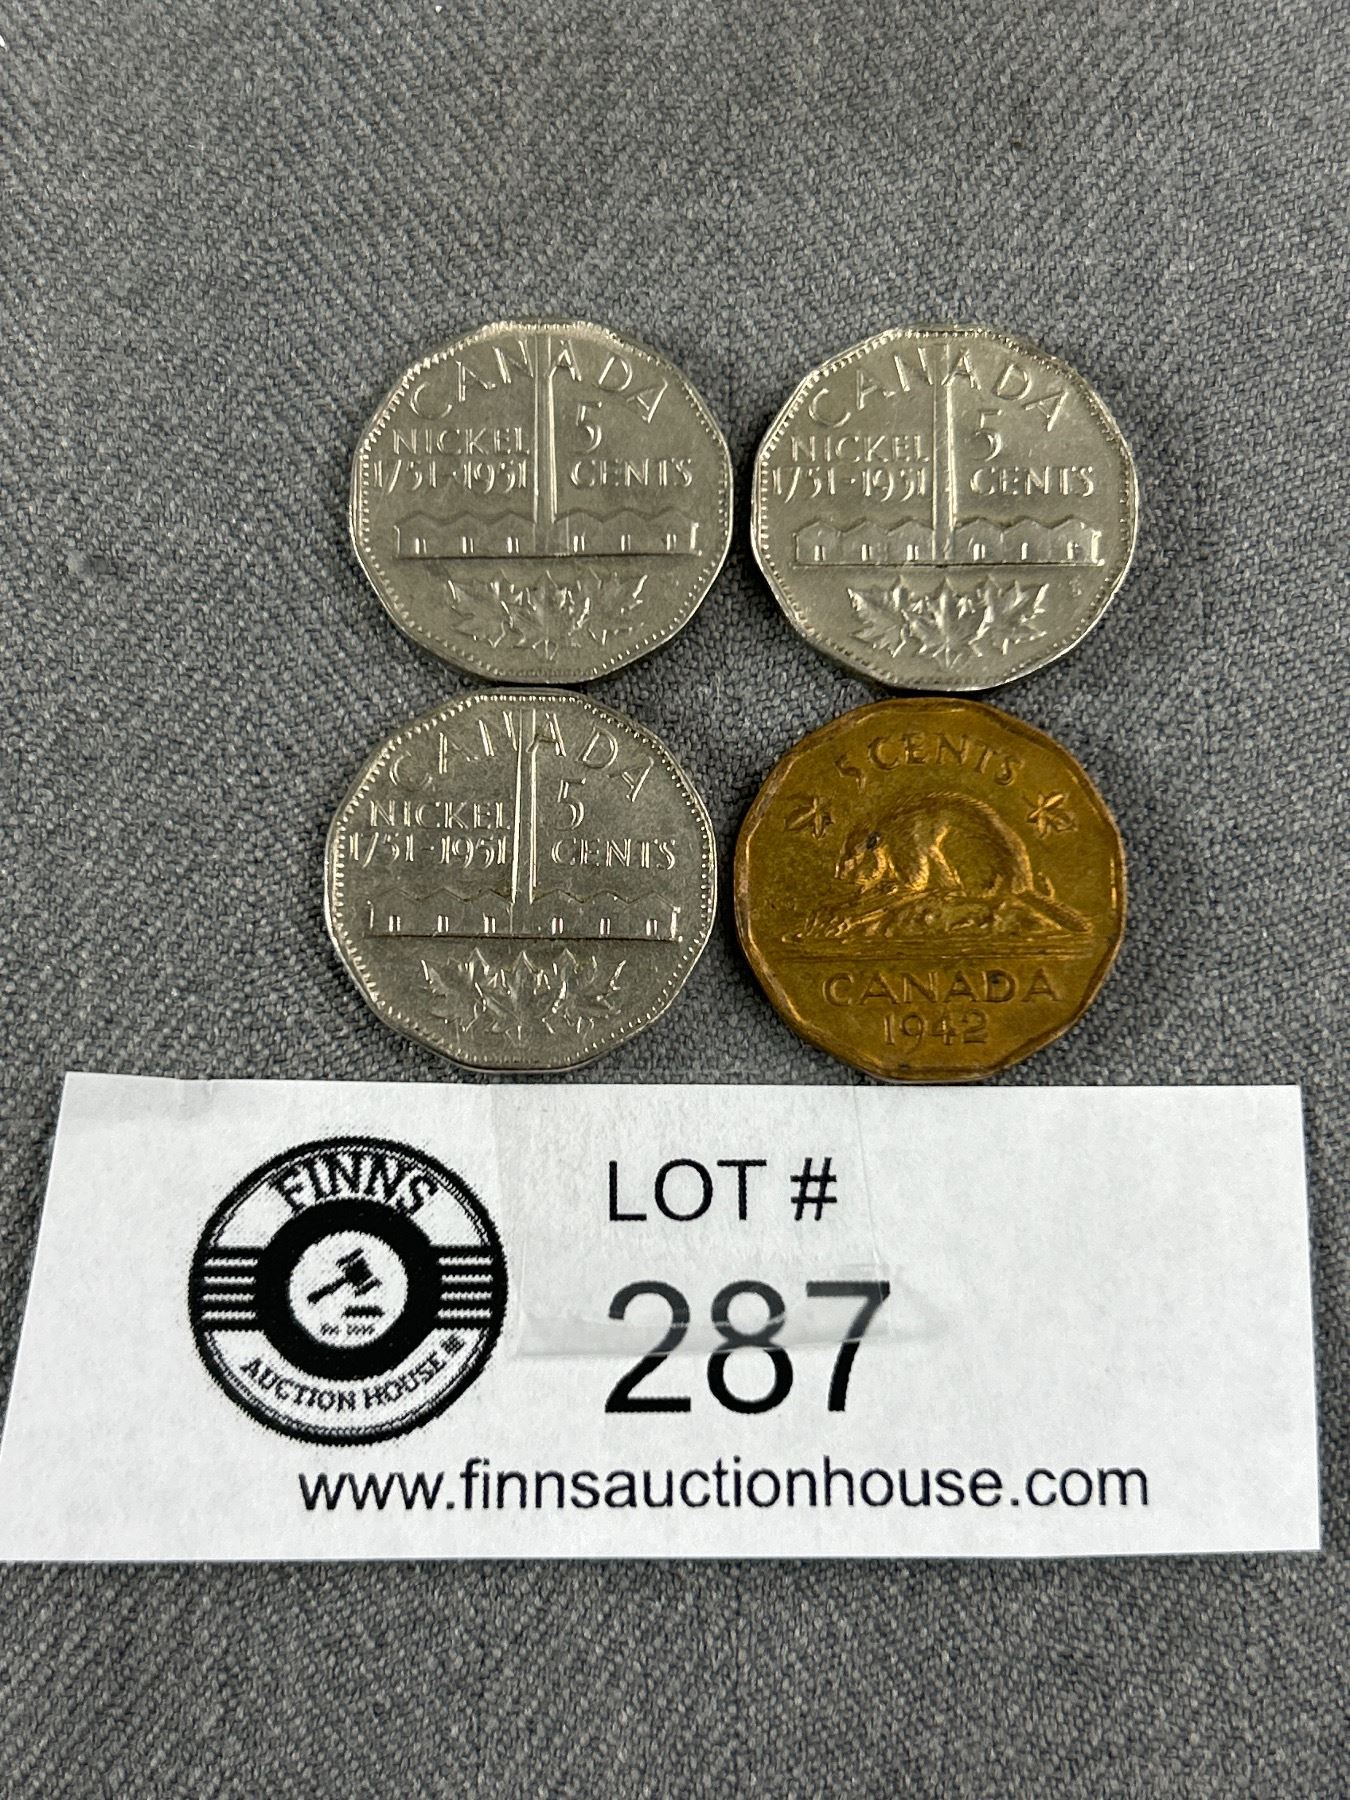 CANADA
NICKEL 5
1751-1951 CENTS
CANADA
NICKEL 5
1751-1951 CENTS
CANADA
NICKEL 5
1751-1951 CENTS
5 CENTS
CANADA
1942
FINNS
AUCTION HOUSE
LOT #
287
www.finnsauctionhouse.com